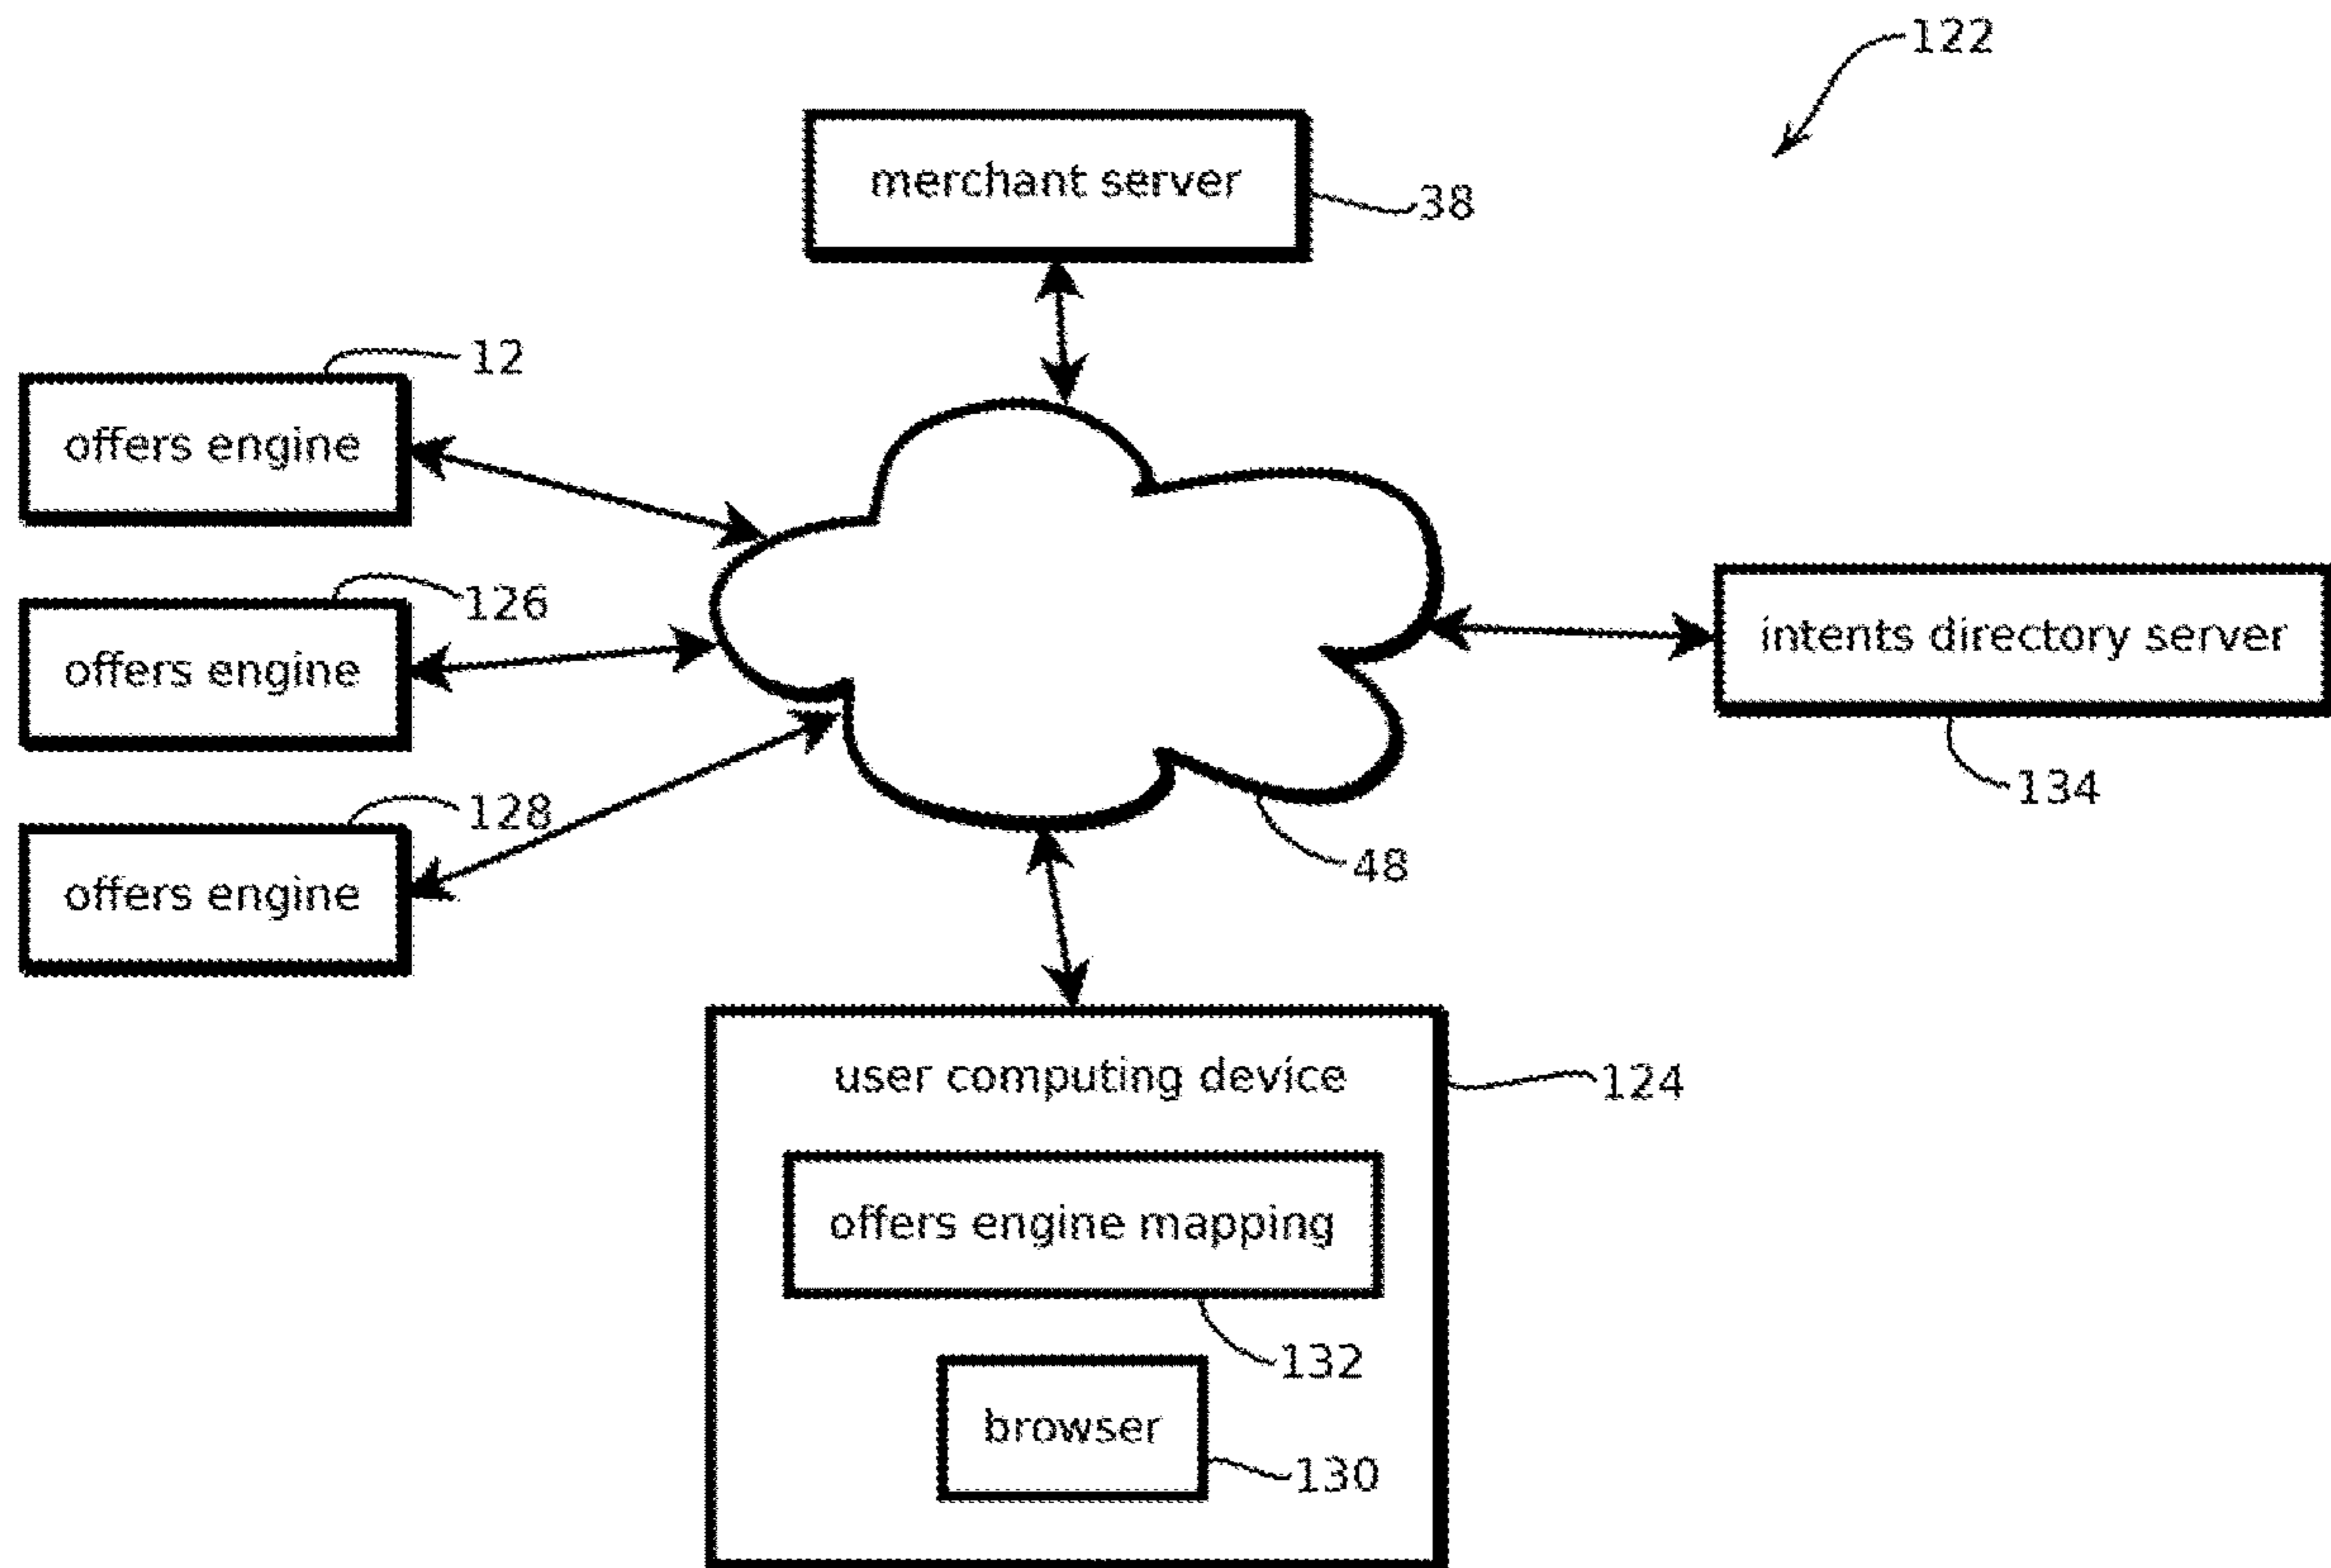 122
merchant server
38
12
offers engine
126
offers engine
intents directory server
134
128
offers engine
48
user computing device
124
offers engine mapping
132
browser
130